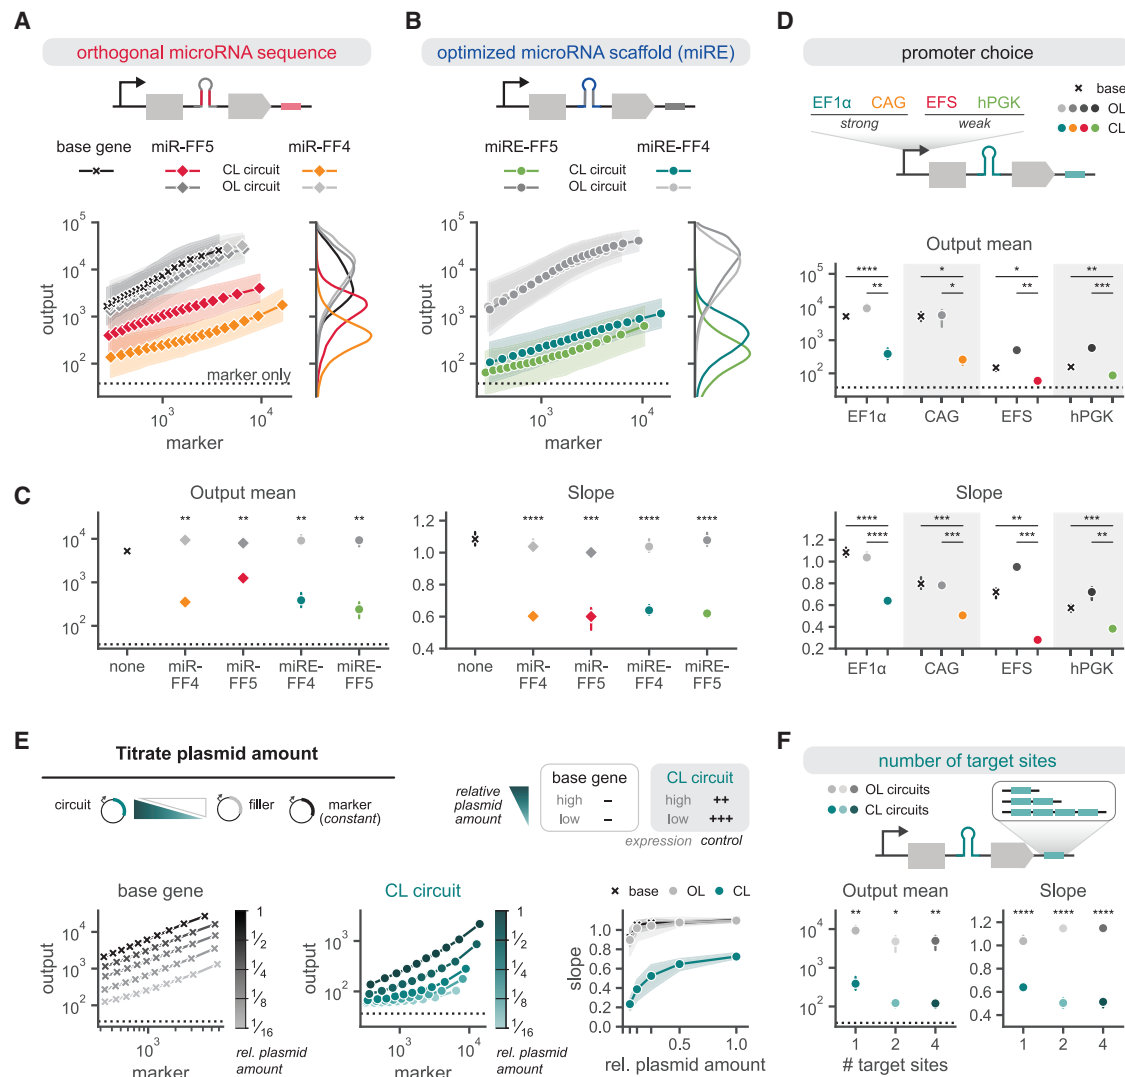 A
orthogonal microRNA sequence
base gene
miR-FF5
miR-FF4
CL circuit
OL circuit
output
10^5
10^4
10^3
10^2
marker only
10^3
10^4
marker
B
optimized microRNA scaffold (miRE)
miRE-FF5
miRE-FF4
CL circuit
OL circuit
output
10^5
10^4
10^3
10^2
10^3
10^4
marker
C
Output mean
10^4
10^3
10^2
**
**
**
**
none
miR-FF4
miR-FF5
miRE-FF4
miRE-FF5
Slope
1.2
1.0
0.8
0.6
0.4
****
***
****
****
none
miR-FF4
miR-FF5
miRE-FF4
miRE-FF5
D
promoter choice
EF1α CAG EFS hPGK
strong weak
base
OL
CL
Output mean
10^5
10^4
10^3
10^2
****
**
*
*
*
**
**
***
EF1α CAG EFS hPGK
Slope
1.2
1.0
0.8
0.6
0.4
0.2
****
****
***
***
**
***
***
**
EF1α CAG EFS hPGK
E
Titrate plasmid amount
circuit
filler
marker
(constant)
relative
plasmid
amount
base gene
high –
low –
CL circuit
high ++
low +++
expression control
base gene
output
10^4
10^3
10^2
10^3
marker
1
1/2
1/4
1/8
1/16
rel. plasmid
amount
CL circuit
output
10^3
10^2
10^3
10^4
marker
1
1/2
1/4
1/8
1/16
rel. plasmid
amount
base OL CL
slope
1.0
0.8
0.6
0.4
0.2
0.0
0.5
1.0
rel. plasmid amount
F
number of target sites
OL circuits
CL circuits
Output mean
10^4
10^3
10^2
** * **
1 2 4
# target sites
Slope
1.2
1.0
0.8
0.6
0.4
**** **** ****
1 2 4